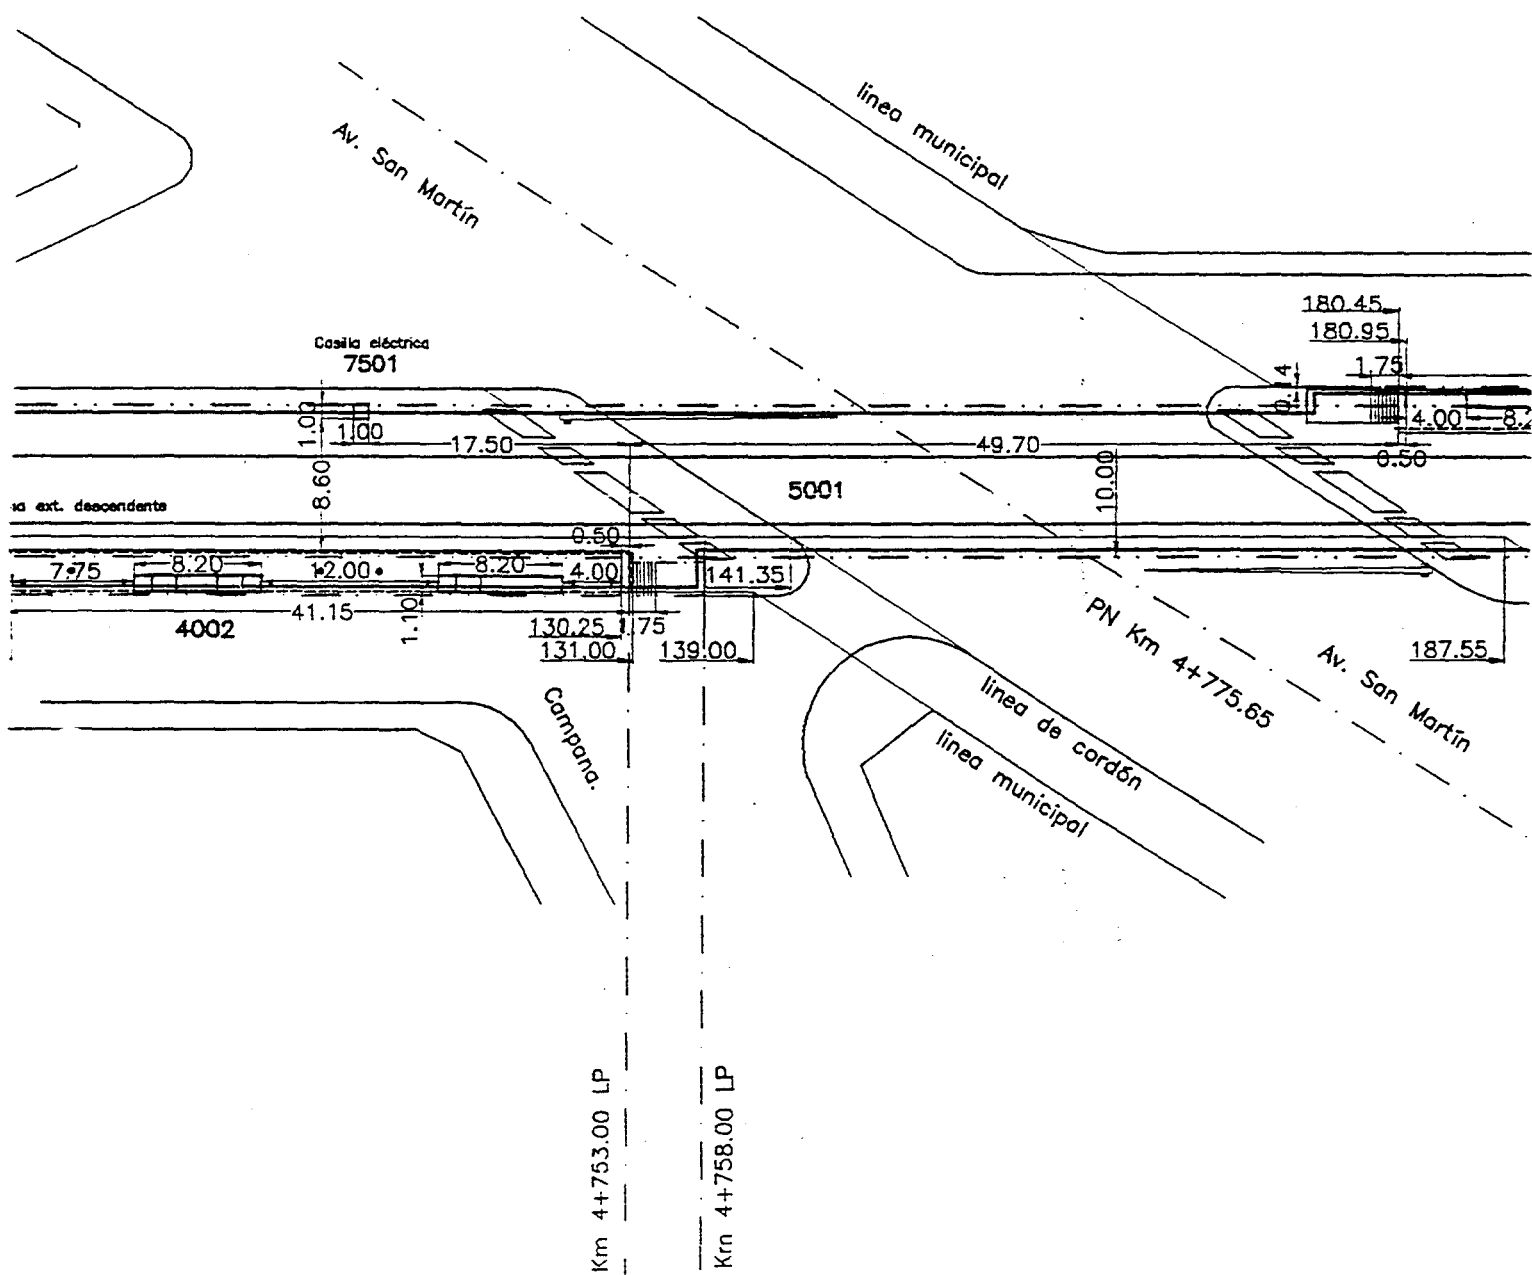 linea municipal
Av. San Martín
180.45
180.95
1.75
0.14
Casilla eléctrica
7501
1.00
1.00
17.50
49.70
4.00
0.50
8.60
5001
10.00
ext. descendente
0.50
7.75
8.20
12.00
8.20
4.00
141.35
41.15
1.10
4002
130.25
1.75
131.00
139.00
187.55
PN Km 4+775.65
Av. San Martín
Campana.
linea de cordón
linea municipal
Km 4+753.00 LP
Km 4+758.00 LP